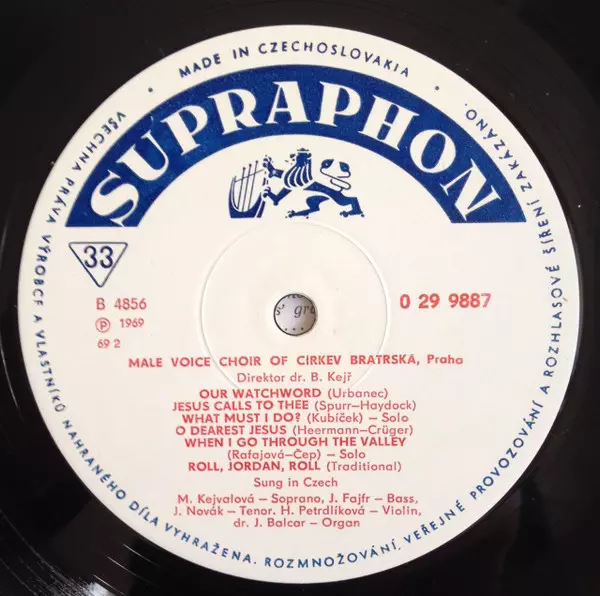 • MADE IN CZECHOSLOVAKIA •
SUPRAPHON
VŠECHNA PRÁVA VÝROBCE A VLASTNÍKŮ NAHRANÉHO DÍLA VYHRAŽENA. ROZMNOŽOVÁNÍ, VEŘEJNÉ PROVOZOVÁNÍ A ROZHLASOVÉ ŠÍŘENÍ ZAKÁZÁNO.
33
B 4856
Ⓟ 1969
69 2
0 29 9887
gr
MALE VOICE CHOIR OF CÍRKEV BRATRSKÁ, Praha
Direktor dr. B. Kejř
OUR WATCHWORD (Urbanec)
JESUS CALLS TO THEE (Spurr–Haydock)
WHAT MUST I DO? (Kubíček) – Solo
O DEAREST JESUS (Heermann–Crüger)
WHEN I GO THROUGH THE VALLEY
(Rafajová–Čep) – Solo
ROLL, JORDAN, ROLL (Traditional)
Sung in Czech
M. Kejvalová – Soprano, J. Fajfr – Bass,
J. Novák – Tenor. H. Petrdlíková – Violin,
dr. J. Balcar – Organ